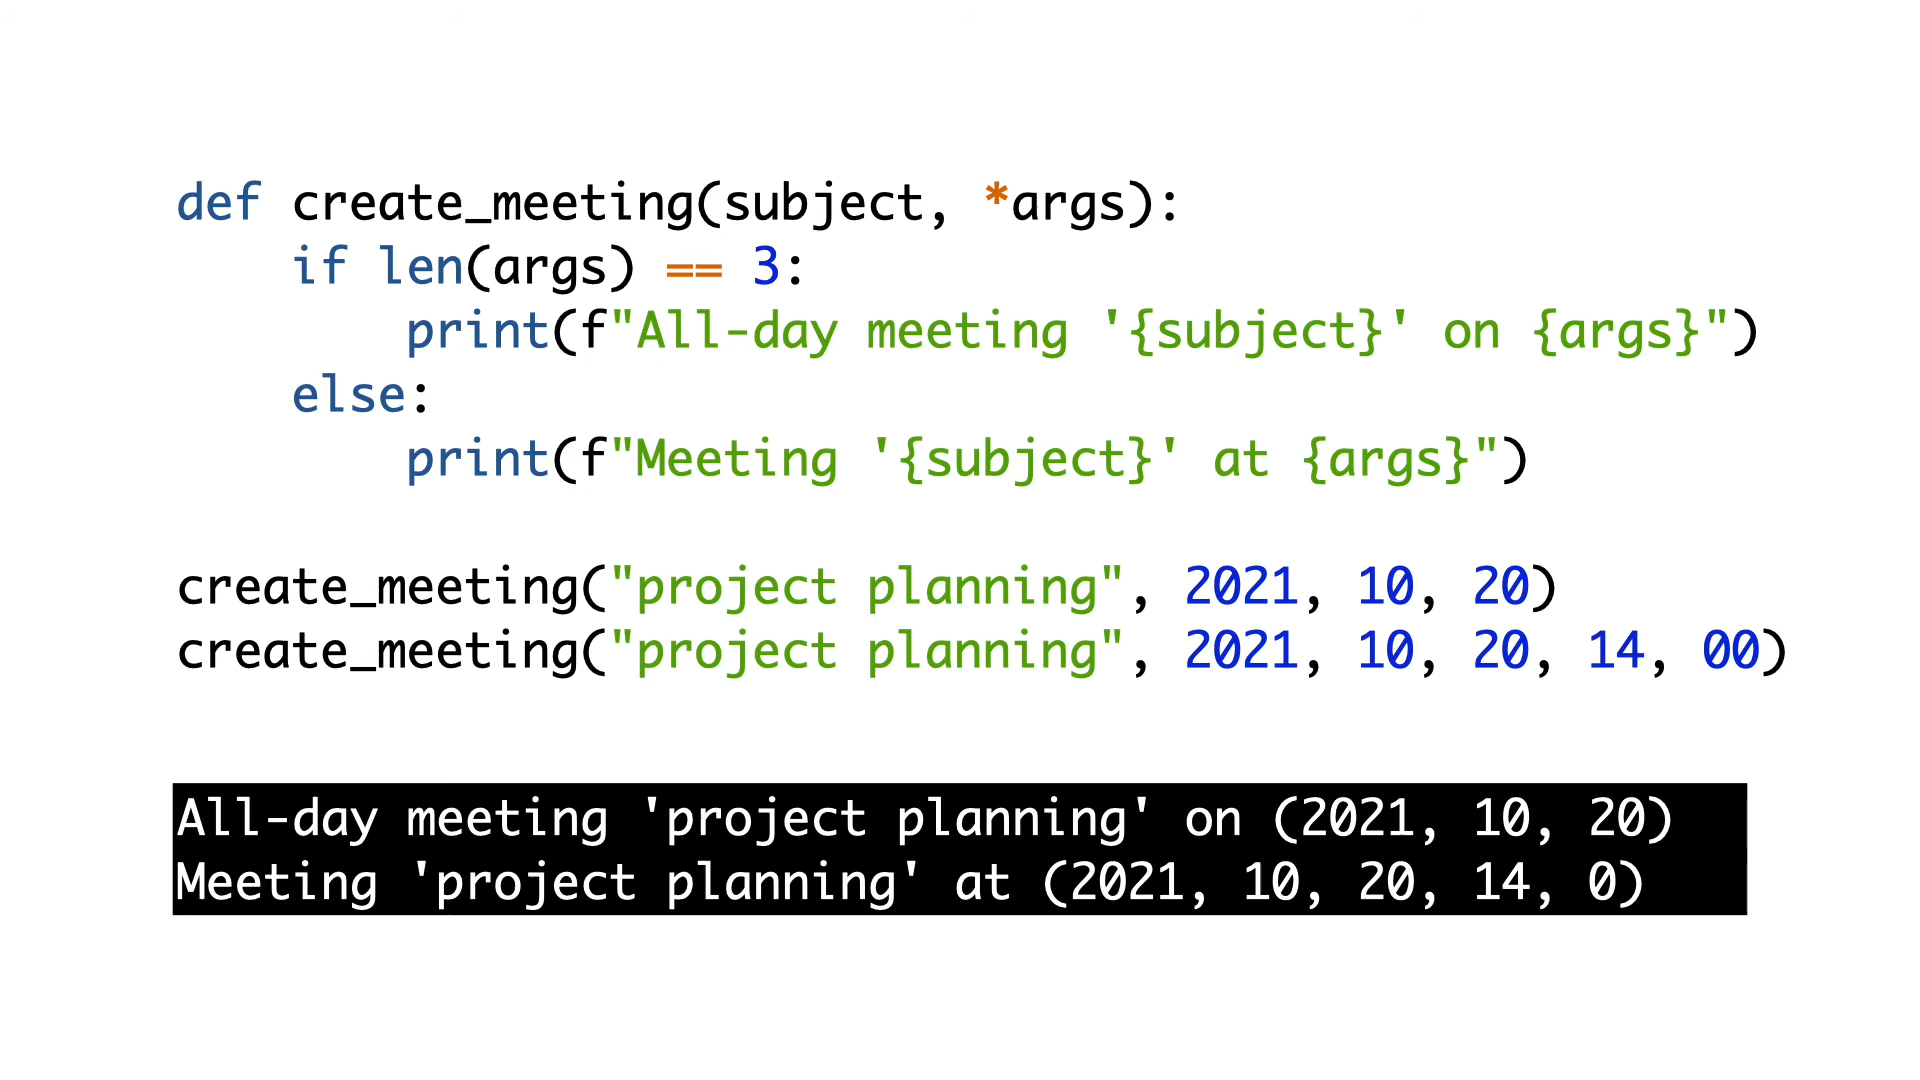 def create_meeting(subject, *args):
    if len(args) == 3:
        print(f"All-day meeting '{subject}' on {args}")
    else:
        print(f"Meeting '{subject}' at {args}")
create_meeting("project planning", 2021, 10, 20)
create_meeting("project planning", 2021, 10, 20, 14, 00)
All-day meeting 'project planning' on (2021, 10, 20)
Meeting 'project planning' at (2021, 10, 20, 14, 0)